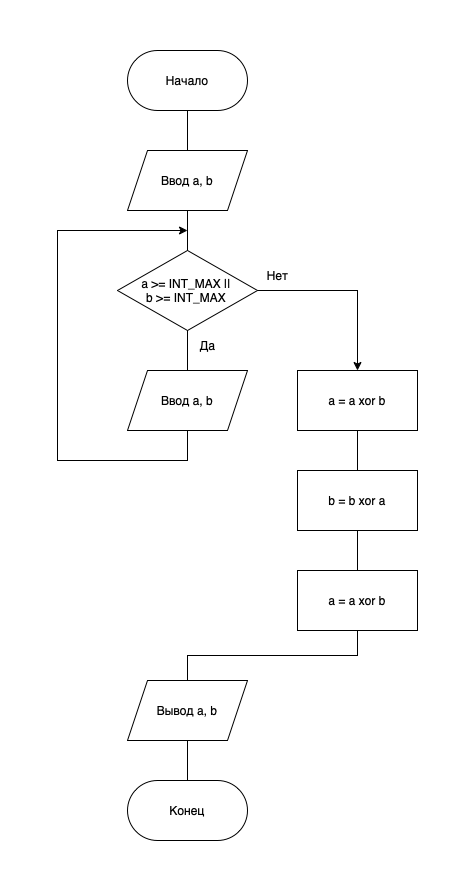 Начало
Ввод a, b
a >= INT_MAX ||
b >= INT_MAX
Нет
Да
Ввод a, b
a = a xor b
b = b xor a
a = a xor b
Вывод a, b
Конец